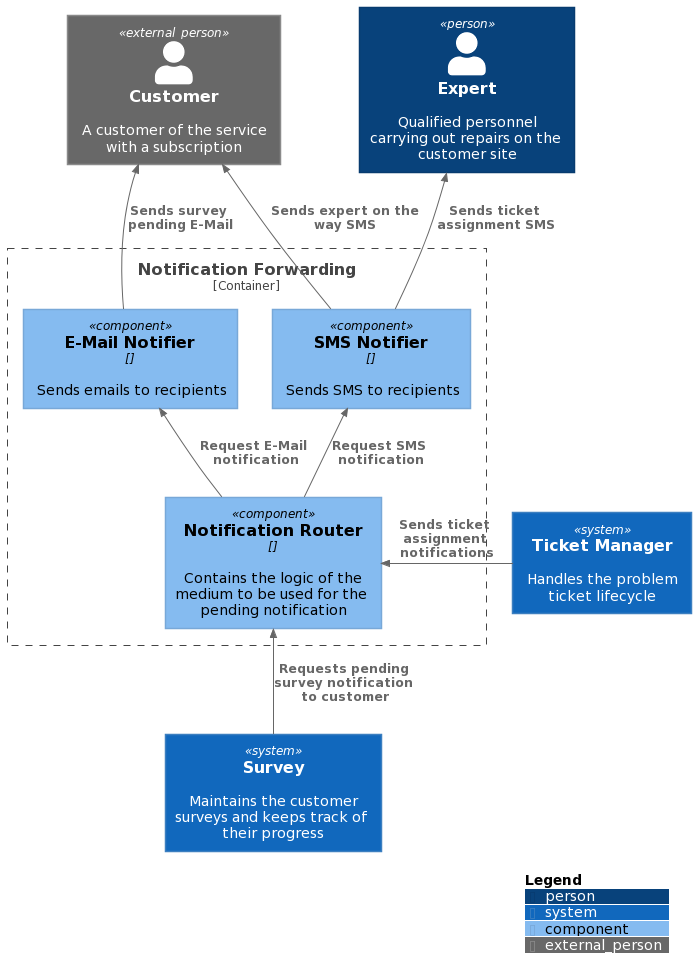 «external person»
Customer
A customer of the service
with a subscription
«person»
Expert
Qualified personnel
carrying out repairs on the
customer site
Sends survey
pending E-Mail
Sends expert on the
way SMS
Sends ticket
assignment SMS
Notification Forwarding
[Container]
«component»
E-Mail Notifier
[]
Sends emails to recipients
«component»
SMS Notifier
[]
Sends SMS to recipients
Request E-Mail
notification
Request SMS
notification
«component»
Notification Router
[]
Contains the logic of the
medium to be used for the
pending notification
Sends ticket
assignment
notifications
«system»
Ticket Manager
Handles the problem
ticket lifecycle
Requests pending
survey notification
to customer
«system»
Survey
Maintains the customer
surveys and keeps track of
their progress
Legend
person
system
component
external_person